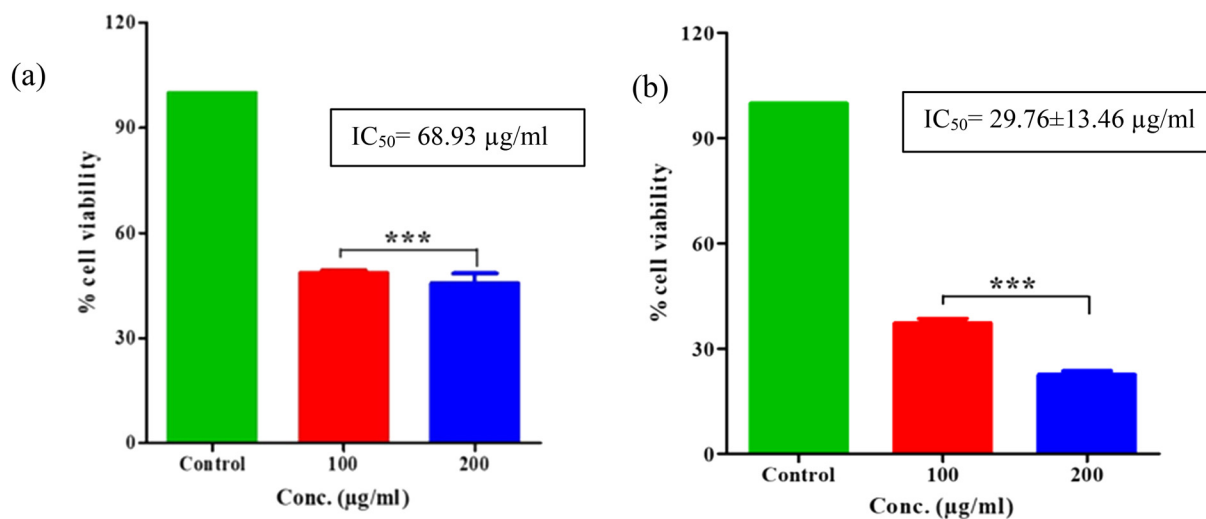 (a)
120
90
60
30
0
% cell viability
IC₅₀= 68.93 µg/ml
***
Control 100 200
Conc. (µg/ml)
(b)
120
90
60
30
0
% cell viability
IC₅₀= 29.76±13.46 µg/ml
***
Control 100 200
Conc. (µg/ml)